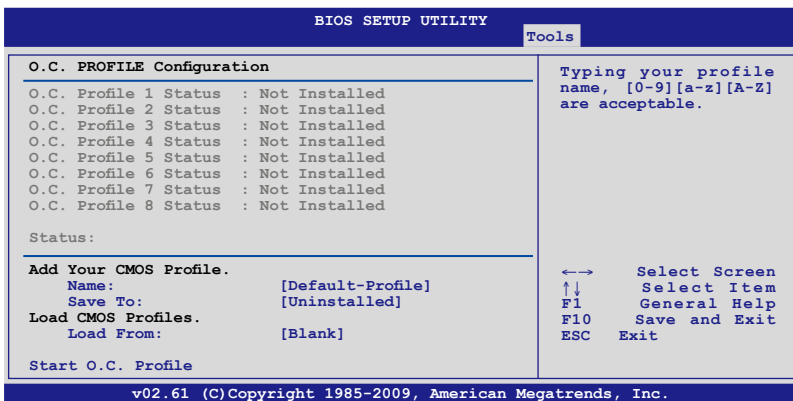 BIOS SETUP UTILITY
Tools
O.C. PROFILE Configuration
O.C. Profile 1 Status : Not Installed
O.C. Profile 2 Status : Not Installed
O.C. Profile 3 Status : Not Installed
O.C. Profile 4 Status : Not Installed
O.C. Profile 5 Status : Not Installed
O.C. Profile 6 Status : Not Installed
O.C. Profile 7 Status : Not Installed
O.C. Profile 8 Status : Not Installed
Status:
Add Your CMOS Profile.
Name: [Default-Profile]
Save To: [Uninstalled]
Load CMOS Profiles.
Load From: [Blank]
Start O.C. Profile
Typing your profile
name, [0-9][a-z][A-Z]
are acceptable.
←→ Select Screen
↑↓ Select Item
F1 General Help
F10 Save and Exit
ESC Exit
v02.61 (C)Copyright 1985-2009, American Megatrends, Inc.